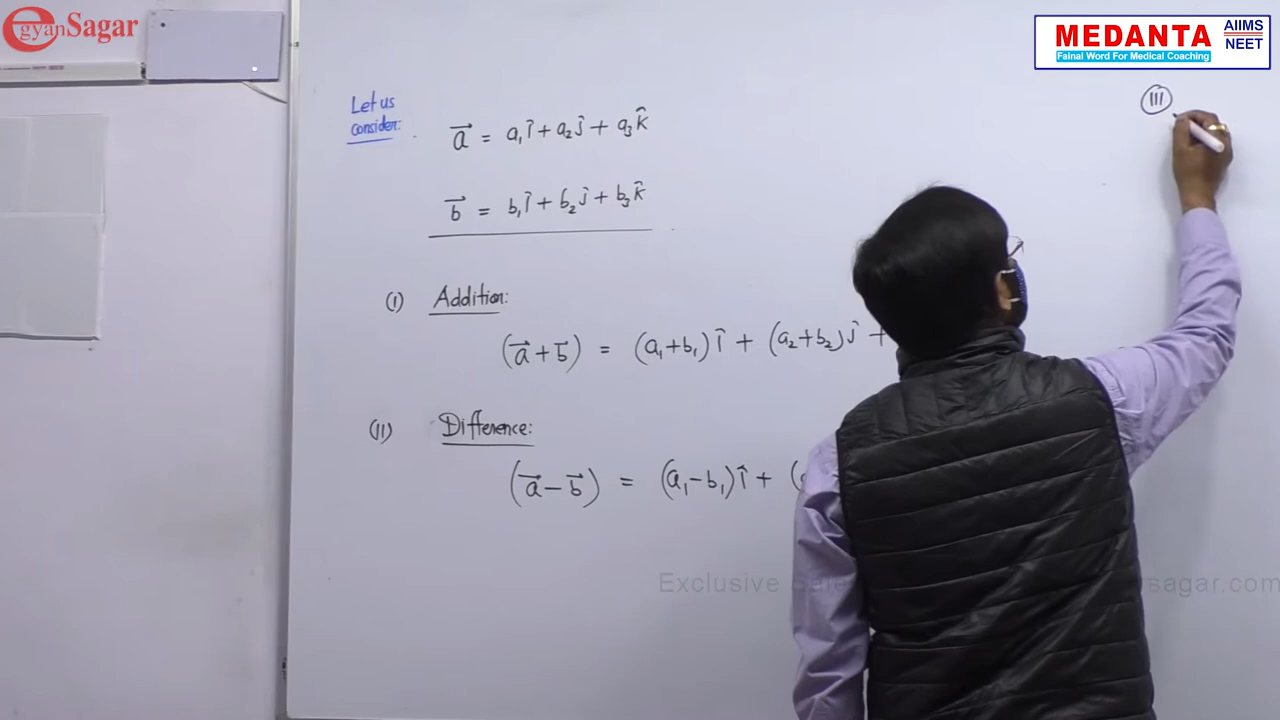 egyanSagar
MEDANTA
AIIMS
NEET
Fainal Word For Medical Coaching
Let us
consider:
a⃗ = a₁î + a₂ĵ + a₃k̂
b⃗ = b₁î + b₂ĵ + b₃k̂
(I) Addition:
(a⃗ + b⃗) = (a₁+b₁)î + (a₂+b₂)ĵ +
(II) Difference:
(a⃗ − b⃗) = (a₁−b₁)î + (
III
Exclusive sagar.com